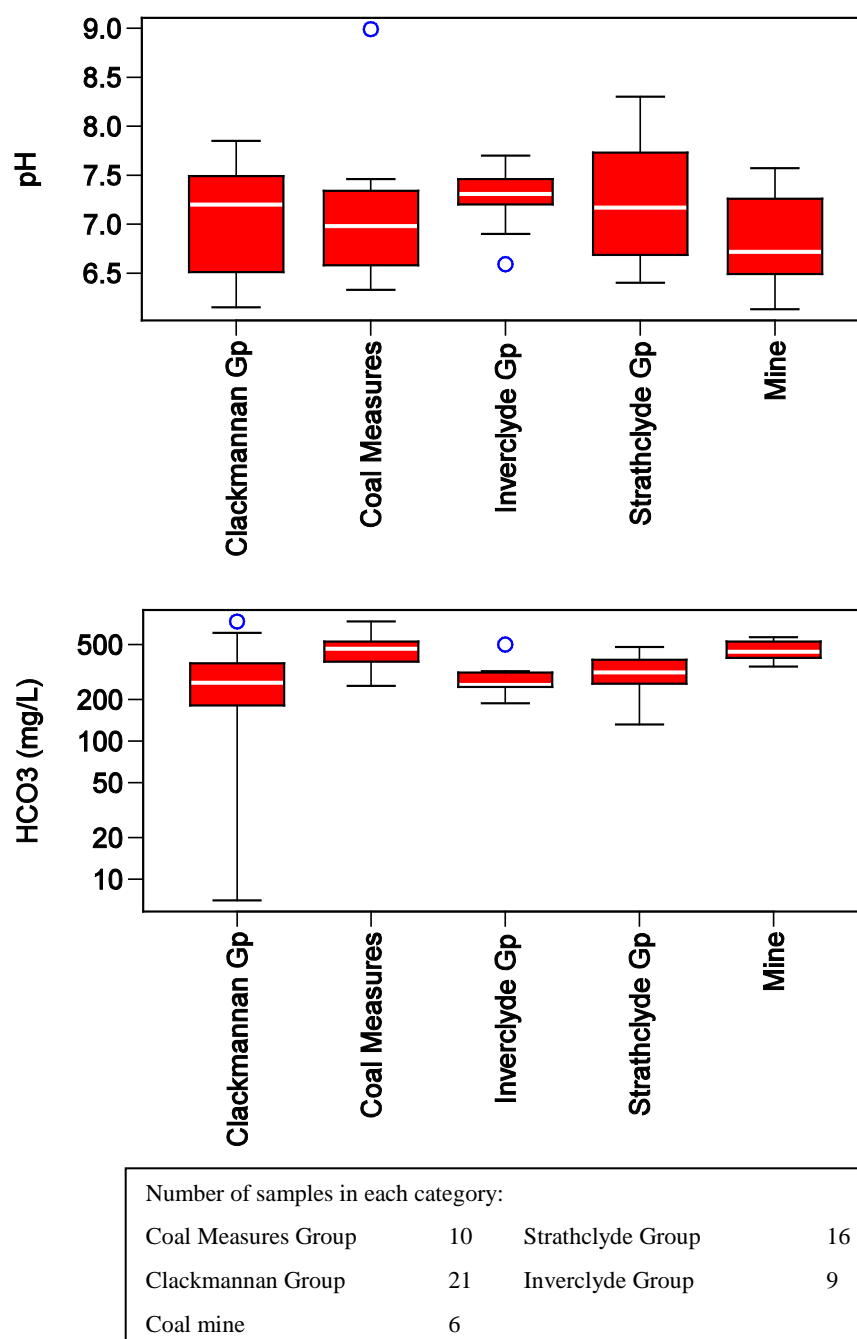 9.0
8.5
8.0
7.5
7.0
6.5
pH
Clackmannan Gp
Coal Measures
Inverclyde Gp
Strathclyde Gp
Mine
500
200
100
50
20
10
HCO3 (mg/L)
Clackmannan Gp
Coal Measures
Inverclyde Gp
Strathclyde Gp
Mine
Number of samples in each category:
Coal Measures Group 10 Strathclyde Group 16
Clackmannan Group 21 Inverclyde Group 9
Coal mine 6